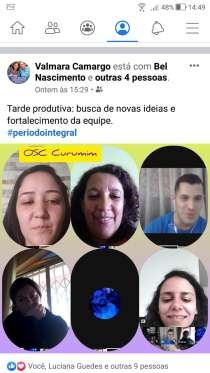 48% 14:49
Valmara Camargo está com Bel
Nascimento e outras 4 pessoas.
Ontem às 15:29
Tarde produtiva: busca de novas ideias e
fortalecimento da equipe.
#periodointegral
OSC Curumim
Você, Luciana Guedes e outras 9 pessoas